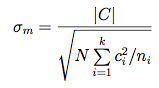 σ_m = |C| / √(N ∑_{i=1}^{k} c_i^2/n_i)